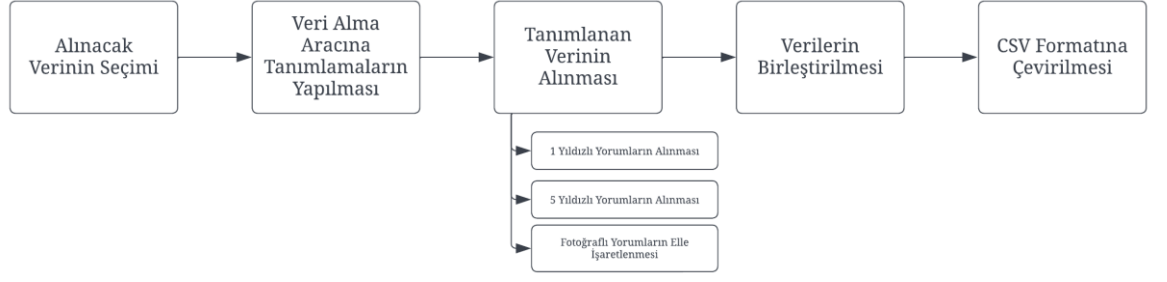 Alınacak
Verinin Seçimi
Veri Alma
Aracına
Tanımlamaların
Yapılması
Tanımlanan
Verinin
Alınması
Verilerin
Birleştirilmesi
CSV Formatına
Çevirilmesi
1 Yıldızlı Yorumların Alınması
5 Yıldızlı Yorumların Alınması
Fotoğraflı Yorumların Elle
İşaretlenmesi